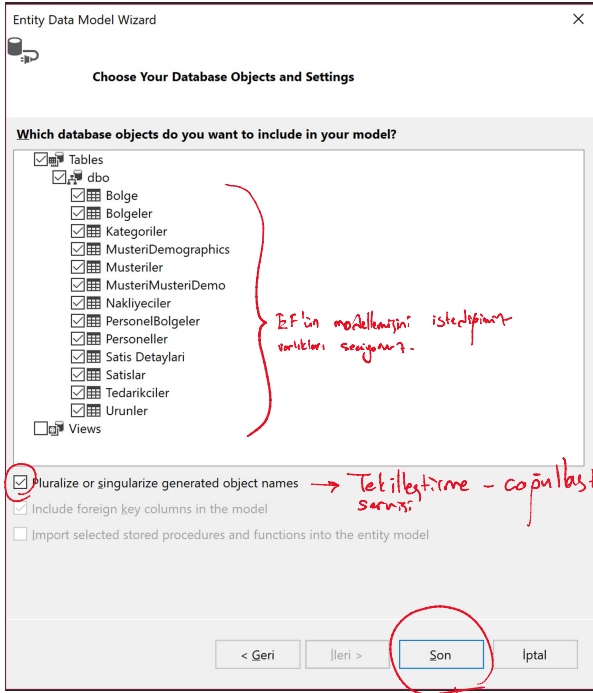 Entity Data Model Wizard
Choose Your Database Objects and Settings
Which database objects do you want to include in your model?
Tables
dbo
Bolge
Bolgeler
Kategoriler
MusteriDemographics
Musteriler
MusteriMusteriDemo
Nakliyeciler
PersonelBolgeler
Personeller
Satis Detaylari
Satislar
Tedarikciler
Urunler
Views
EF'ün modellemesini istediğimiz
varlıkları seçiyoruz.
Pluralize or singularize generated object names → Tekilleştirme - çoğullaşt
servisi
Include foreign key columns in the model
Import selected stored procedures and functions into the entity model
< Geri
İleri >
Son
İptal